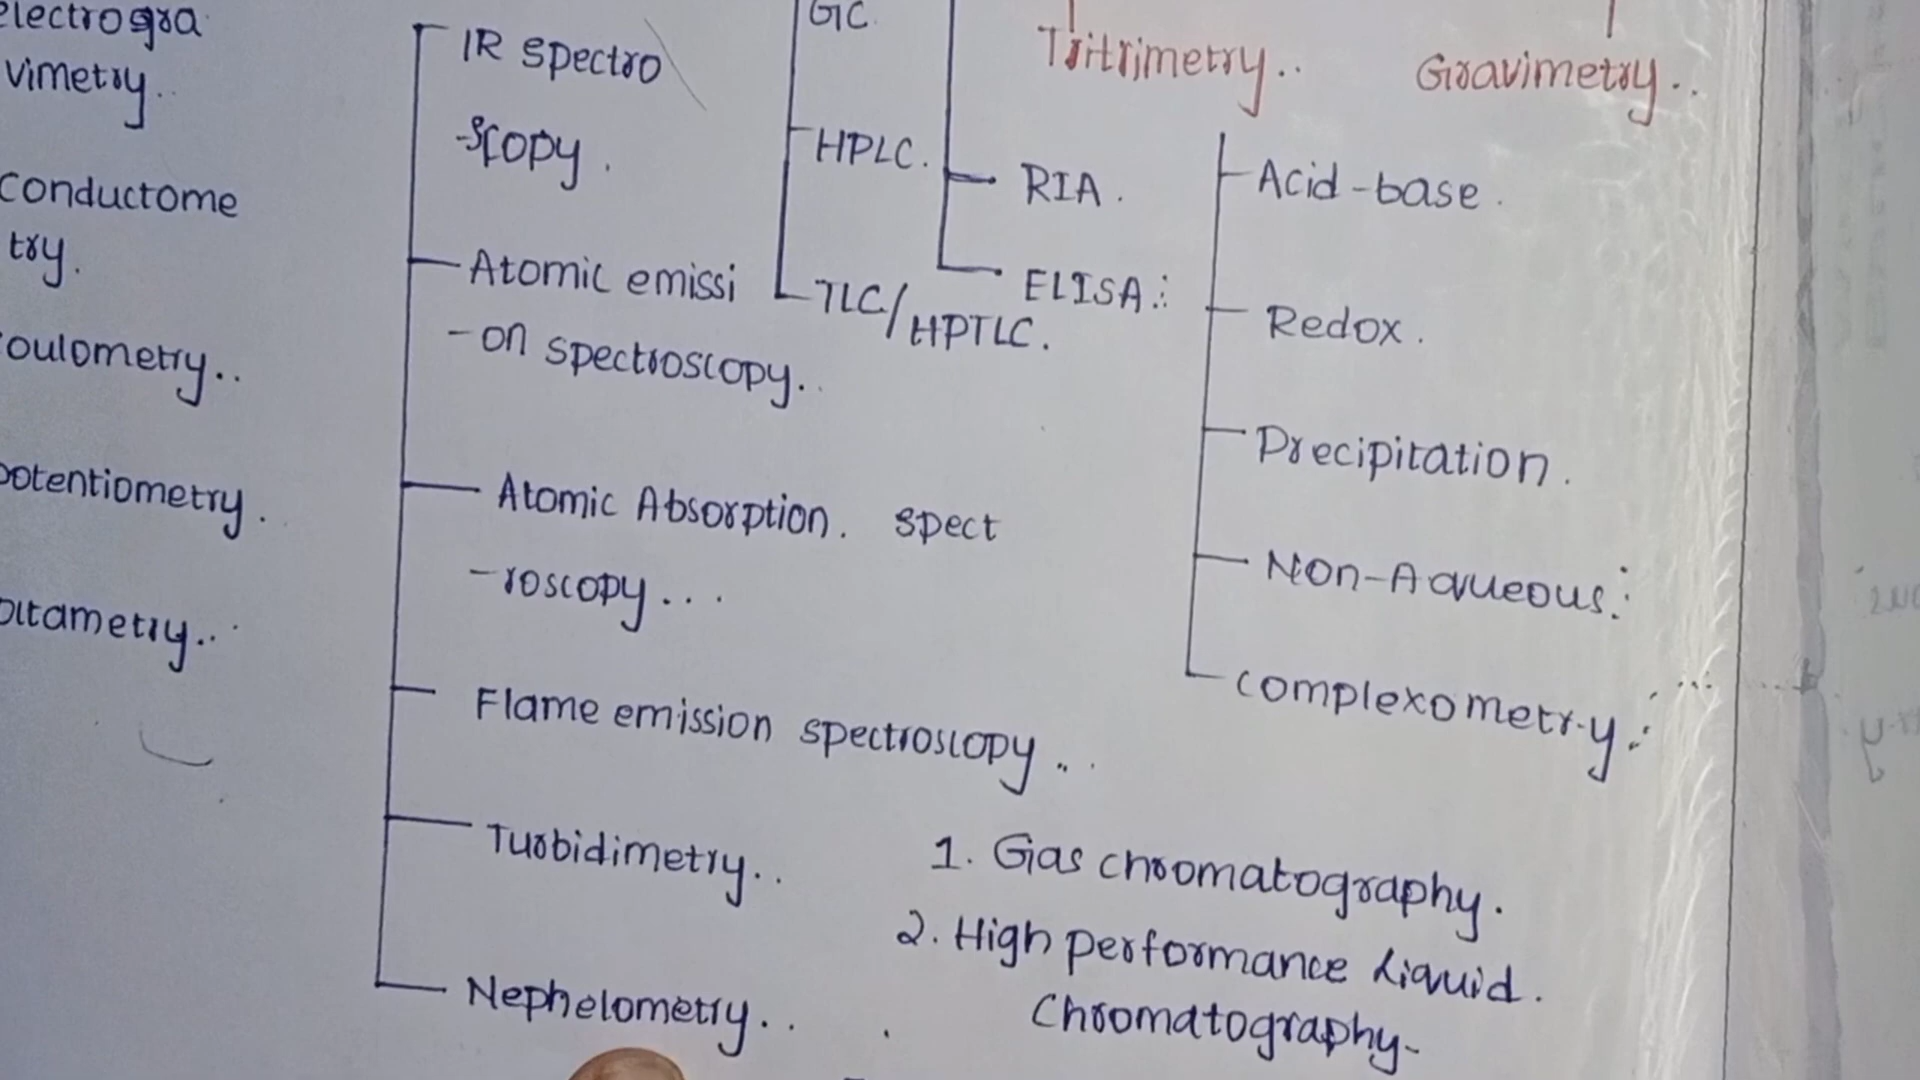 electrogra
vimetry..
conductome
try.
oulometry..
potentiometry.
oltametry..
IR spectro
-scopy.
Atomic emissi
-on spectroscopy..
Atomic Absorption. spect
-roscopy...
Flame emission spectroscopy..
Turbidimetry..
Nephelometry..
GC
HPLC.
TLC/HPTLC.
RIA.
ELISA.
Tritrimetry..
Gravimetry..
Acid-base.
Redox.
Precipitation.
Non-Aqueous.
complexometry.
1. Gas chromatography.
2. High performance Liquid.
Chromatography-